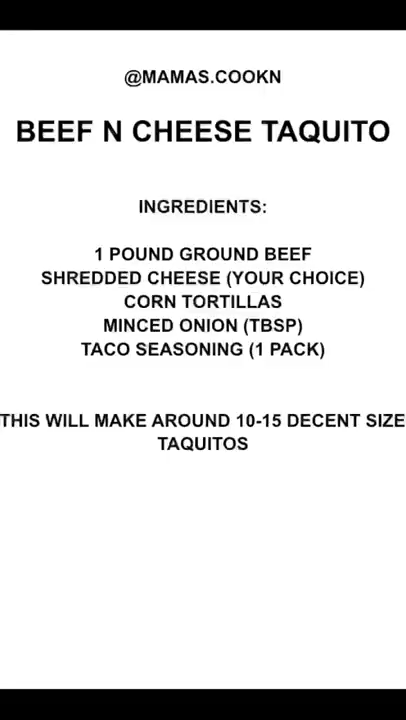 @MAMAS.COOKN
BEEF N CHEESE TAQUITO
INGREDIENTS:
1 POUND GROUND BEEF
SHREDDED CHEESE (YOUR CHOICE)
CORN TORTILLAS
MINCED ONION (TBSP)
TACO SEASONING (1 PACK)
THIS WILL MAKE AROUND 10-15 DECENT SIZE
TAQUITOS